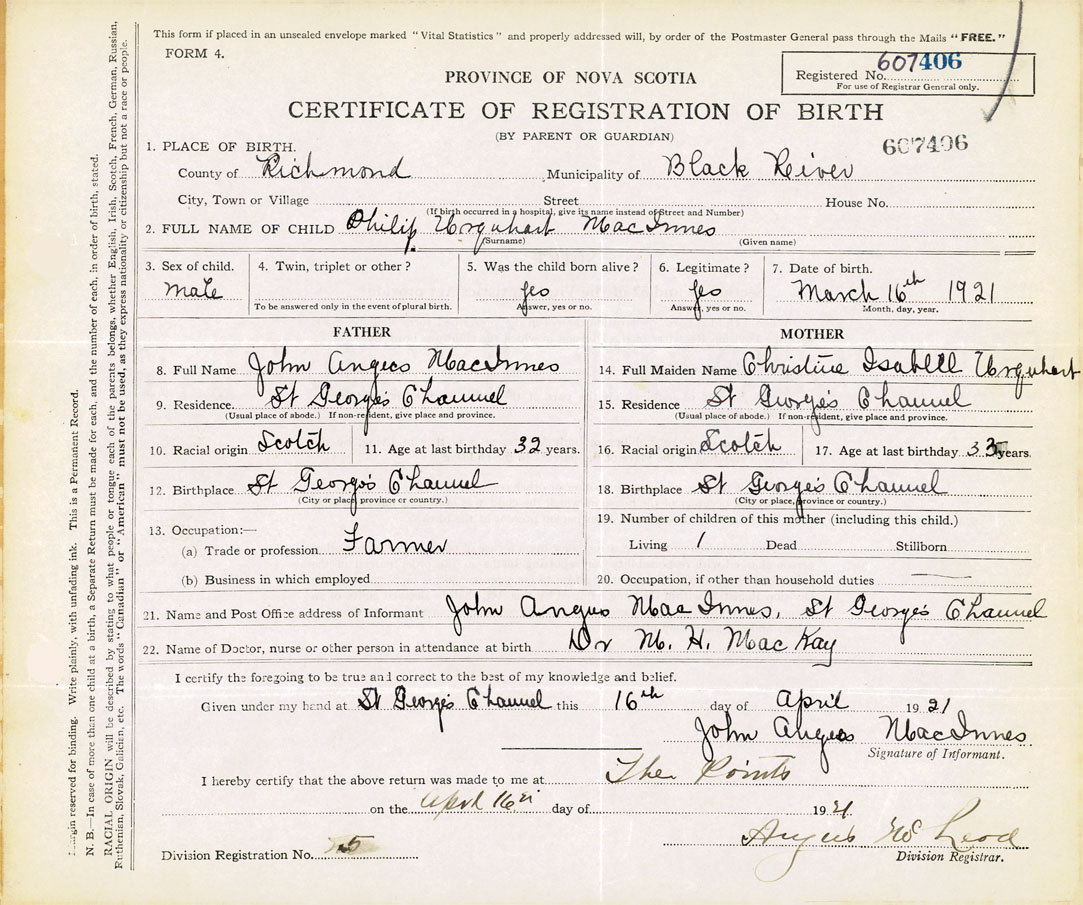 This form if placed in an unsealed envelope marked "Vital Statistics" and properly addressed will, by order of the Postmaster General pass through the Mails "FREE."
FORM 4.
Registered No. 607406
For use of Registrar General only.
PROVINCE OF NOVA SCOTIA
CERTIFICATE OF REGISTRATION OF BIRTH
(BY PARENT OR GUARDIAN)
607406
1. PLACE OF BIRTH.
County of Richmond Municipality of Black River
City, Town or Village Street House No.
(If birth occurred in a hospital, give its name instead of Street and Number)
2. FULL NAME OF CHILD Philip Urquhart MacInnes
(Surname) (Given name)
3. Sex of child. 4. Twin, triplet or other? 5. Was the child born alive? 6. Legitimate? 7. Date of birth.
male yes yes March 16th 1921
To be answered only in the event of plural birth. Answer, yes or no. Answer, yes or no. Month, day, year.
FATHER MOTHER
8. Full Name John Angus MacInnes 14. Full Maiden Name Christine Isabell Urquhart
9. Residence St Georges Channel 15. Residence St Georges Channel
(Usual place of abode.) If non-resident, give place and province. (Usual place of abode.) If non-resident, give place and province.
10. Racial origin Scotch 11. Age at last birthday 32 years. 16. Racial origin Scotch 17. Age at last birthday years.
12. Birthplace St Georges Channel 18. Birthplace St Georges Channel
(City or place, province or country.) (City or place, province or country.)
13. Occupation:— 19. Number of children of this mother (including this child.)
(a) Trade or profession Farmer Living 1 Dead Stillborn
(b) Business in which employed 20. Occupation, if other than household duties
21. Name and Post Office address of Informant John Angus MacInnes, St Georges Channel
22. Name of Doctor, nurse or other person in attendance at birth Dr M. H. MacKay
I certify the foregoing to be true and correct to the best of my knowledge and belief.
Given under my hand at St Georges Channel this 16th day of April 1921
John Angus MacInnes
Signature of Informant.
I hereby certify that the above return was made to me at The Points
on the April 16th day of 1921
Angus McLeod
Division Registrar.
Division Registration No. 5
Margin reserved for binding. Write plainly, with unfading ink. This is a Permanent Record.
N. B.—In case of more than one child at a birth, a Separate Return must be made for each, and the number of each, in order of birth, stated.
RACIAL ORIGIN will be described by stating to what people or tongue each of the parents belongs, whether English, Irish, Scotch, French, German, Russian,
Ruthenian, Slovak, Galician, etc. The words "Canadian" or "American" must not be used, as they express nationality or citizenship but not a race or people.